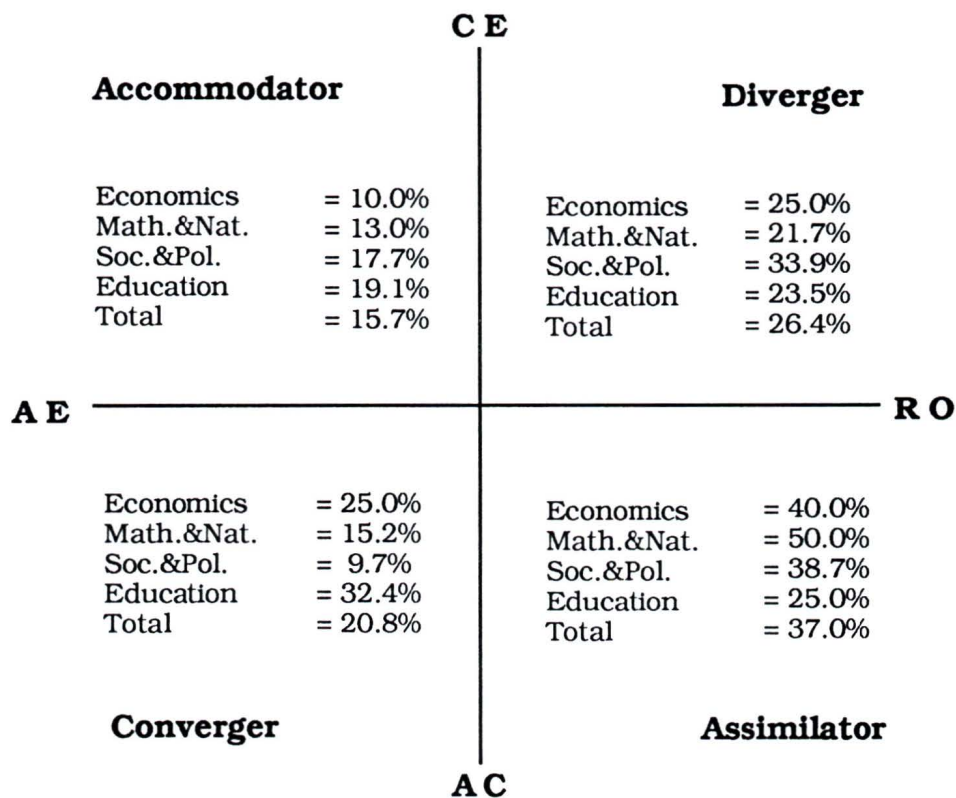 C E
Accommodator
Economics = 10.0%
Math.&Nat. = 13.0%
Soc.&Pol. = 17.7%
Education = 19.1%
Total = 15.7%
Diverger
Economics = 25.0%
Math.&Nat. = 21.7%
Soc.&Pol. = 33.9%
Education = 23.5%
Total = 26.4%
A E
R O
Economics = 25.0%
Math.&Nat. = 15.2%
Soc.&Pol. = 9.7%
Education = 32.4%
Total = 20.8%
Converger
Economics = 40.0%
Math.&Nat. = 50.0%
Soc.&Pol. = 38.7%
Education = 25.0%
Total = 37.0%
Assimilator
A C